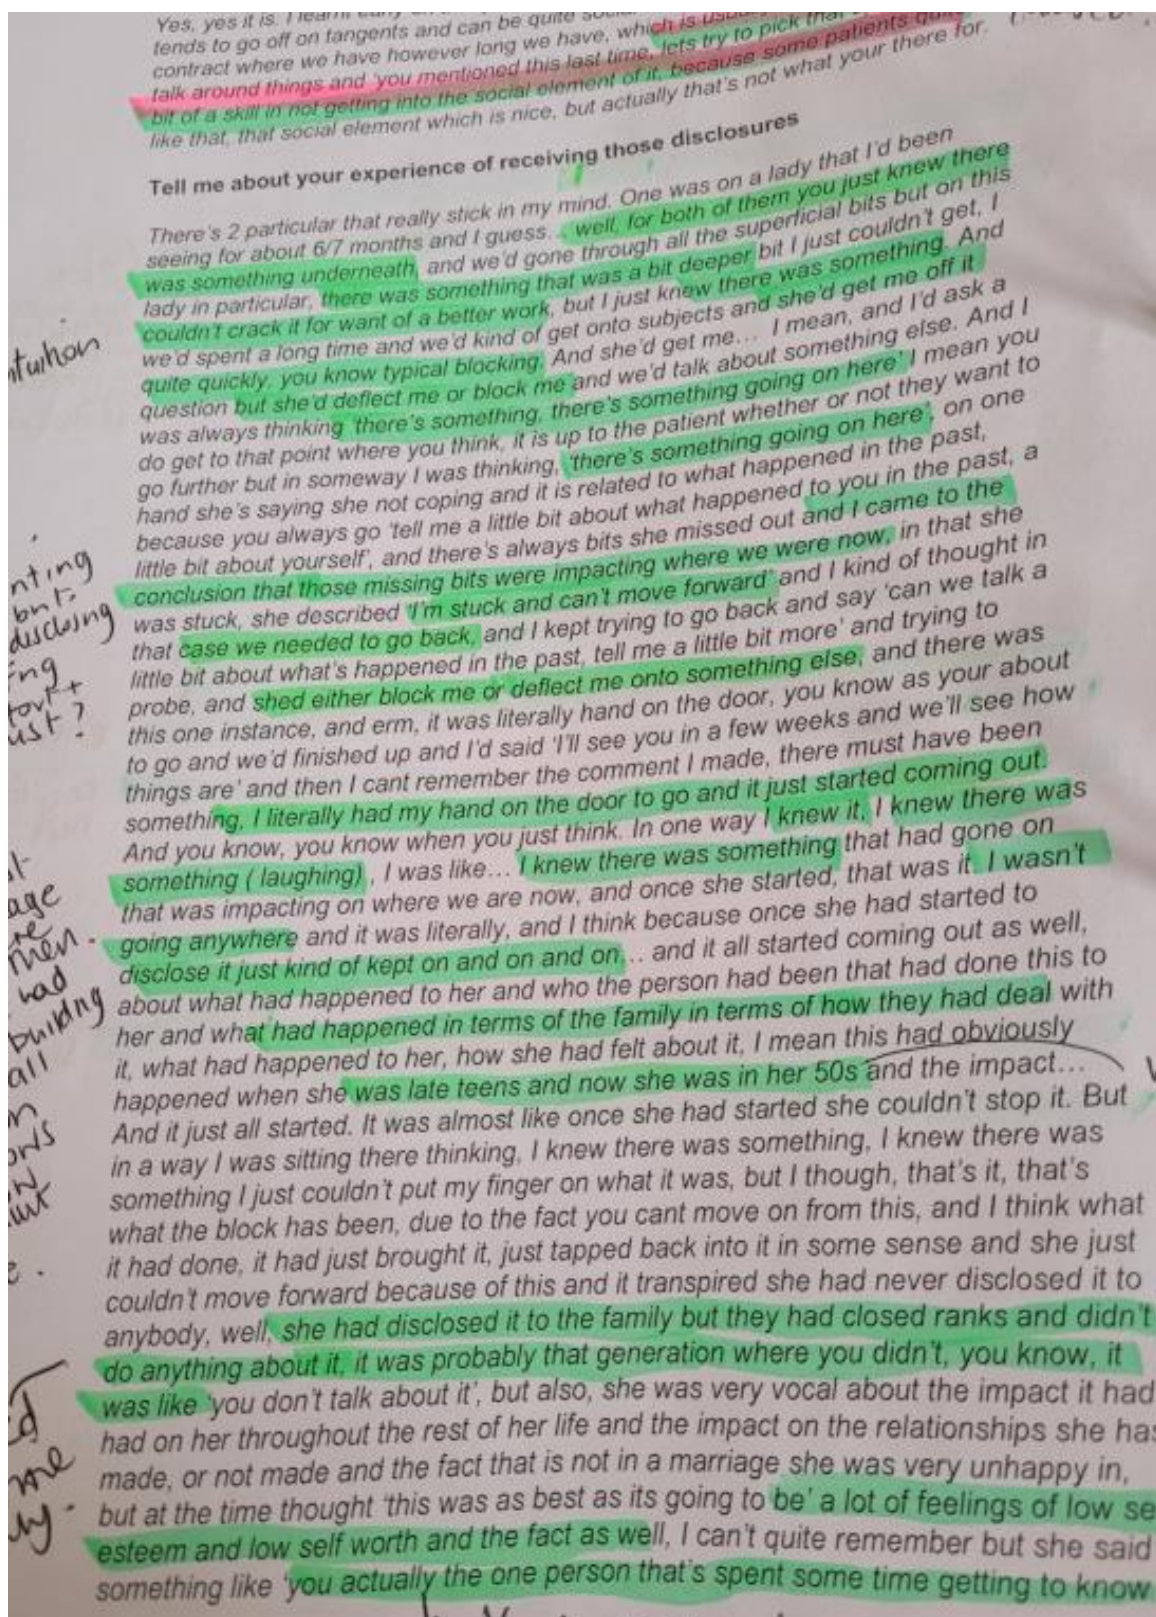 Yes, yes it is. I learnt
tends to go off on tangents and can be quite
contract where we have however long we have, which is
talk around things and 'you mentioned this last time, lets try to pick that
bit of a skill in not getting into the social element of it, because some patients quite
like that, that social element which is nice, but actually that's not what your there for.
Tell me about your experience of receiving those disclosures
There's 2 particular that really stick in my mind. One was on a lady that I'd been
seeing for about 6/7 months and I guess... well, for both of them you just knew there
was something underneath, and we'd gone through all the superficial bits but on this
lady in particular, there was something that was a bit deeper bit I just couldn't get, I
couldn't crack it for want of a better work, but I just knew there was something. And
we'd spent a long time and we'd kind of get onto subjects and she'd get me off it
quite quickly, you know typical blocking. And she'd get me... I mean, and I'd ask a
question but she'd deflect me or block me and we'd talk about something else. And I
was always thinking 'there's something, there's something going on here' I mean you
do get to that point where you think, it is up to the patient whether or not they want to
go further but in someway I was thinking, 'there's something going on here', on one
hand she's saying she not coping and it is related to what happened in the past,
because you always go 'tell me a little bit about what happened to you in the past, a
little bit about yourself', and there's always bits she missed out and I came to the
conclusion that those missing bits were impacting where we were now, in that she
was stuck, she described 'I'm stuck and can't move forward' and I kind of thought in
that case we needed to go back, and I kept trying to go back and say 'can we talk a
little bit about what's happened in the past, tell me a little bit more' and trying to
probe, and shed either block me or deflect me onto something else, and there was
this one instance, and erm, it was literally hand on the door, you know as your about
to go and we'd finished up and I'd said 'I'll see you in a few weeks and we'll see how
things are' and then I cant remember the comment I made, there must have been
something, I literally had my hand on the door to go and it just started coming out.
And you know, you know when you just think. In one way I knew it, I knew there was
something ( laughing) , I was like... I knew there was something that had gone on
that was impacting on where we are now, and once she started, that was it. I wasn't
going anywhere and it was literally, and I think because once she had started to
disclose it just kind of kept on and on and on... and it all started coming out as well,
about what had happened to her and who the person had been that had done this to
her and what had happened in terms of the family in terms of how they had deal with
it, what had happened to her, how she had felt about it, I mean this had obviously
happened when she was late teens and now she was in her 50s and the impact...
And it just all started. It was almost like once she had started she couldn't stop it. But
in a way I was sitting there thinking, I knew there was something, I knew there was
something I just couldn't put my finger on what it was, but I though, that's it, that's
what the block has been, due to the fact you cant move on from this, and I think what
it had done, it had just brought it, just tapped back into it in some sense and she just
couldn't move forward because of this and it transpired she had never disclosed it to
anybody, well, she had disclosed it to the family but they had closed ranks and didn't
do anything about it, it was probably that generation where you didn't, you know, it
was like 'you don't talk about it', but also, she was very vocal about the impact it had
had on her throughout the rest of her life and the impact on the relationships she has
made, or not made and the fact that is not in a marriage she was very unhappy in,
but at the time thought 'this was as best as its going to be' a lot of feelings of low se
esteem and low self worth and the fact as well, I can't quite remember but she said
something like 'you actually the one person that's spent some time getting to know
ntuition
nting
disclosing
ng
ust?
age
had
building
all